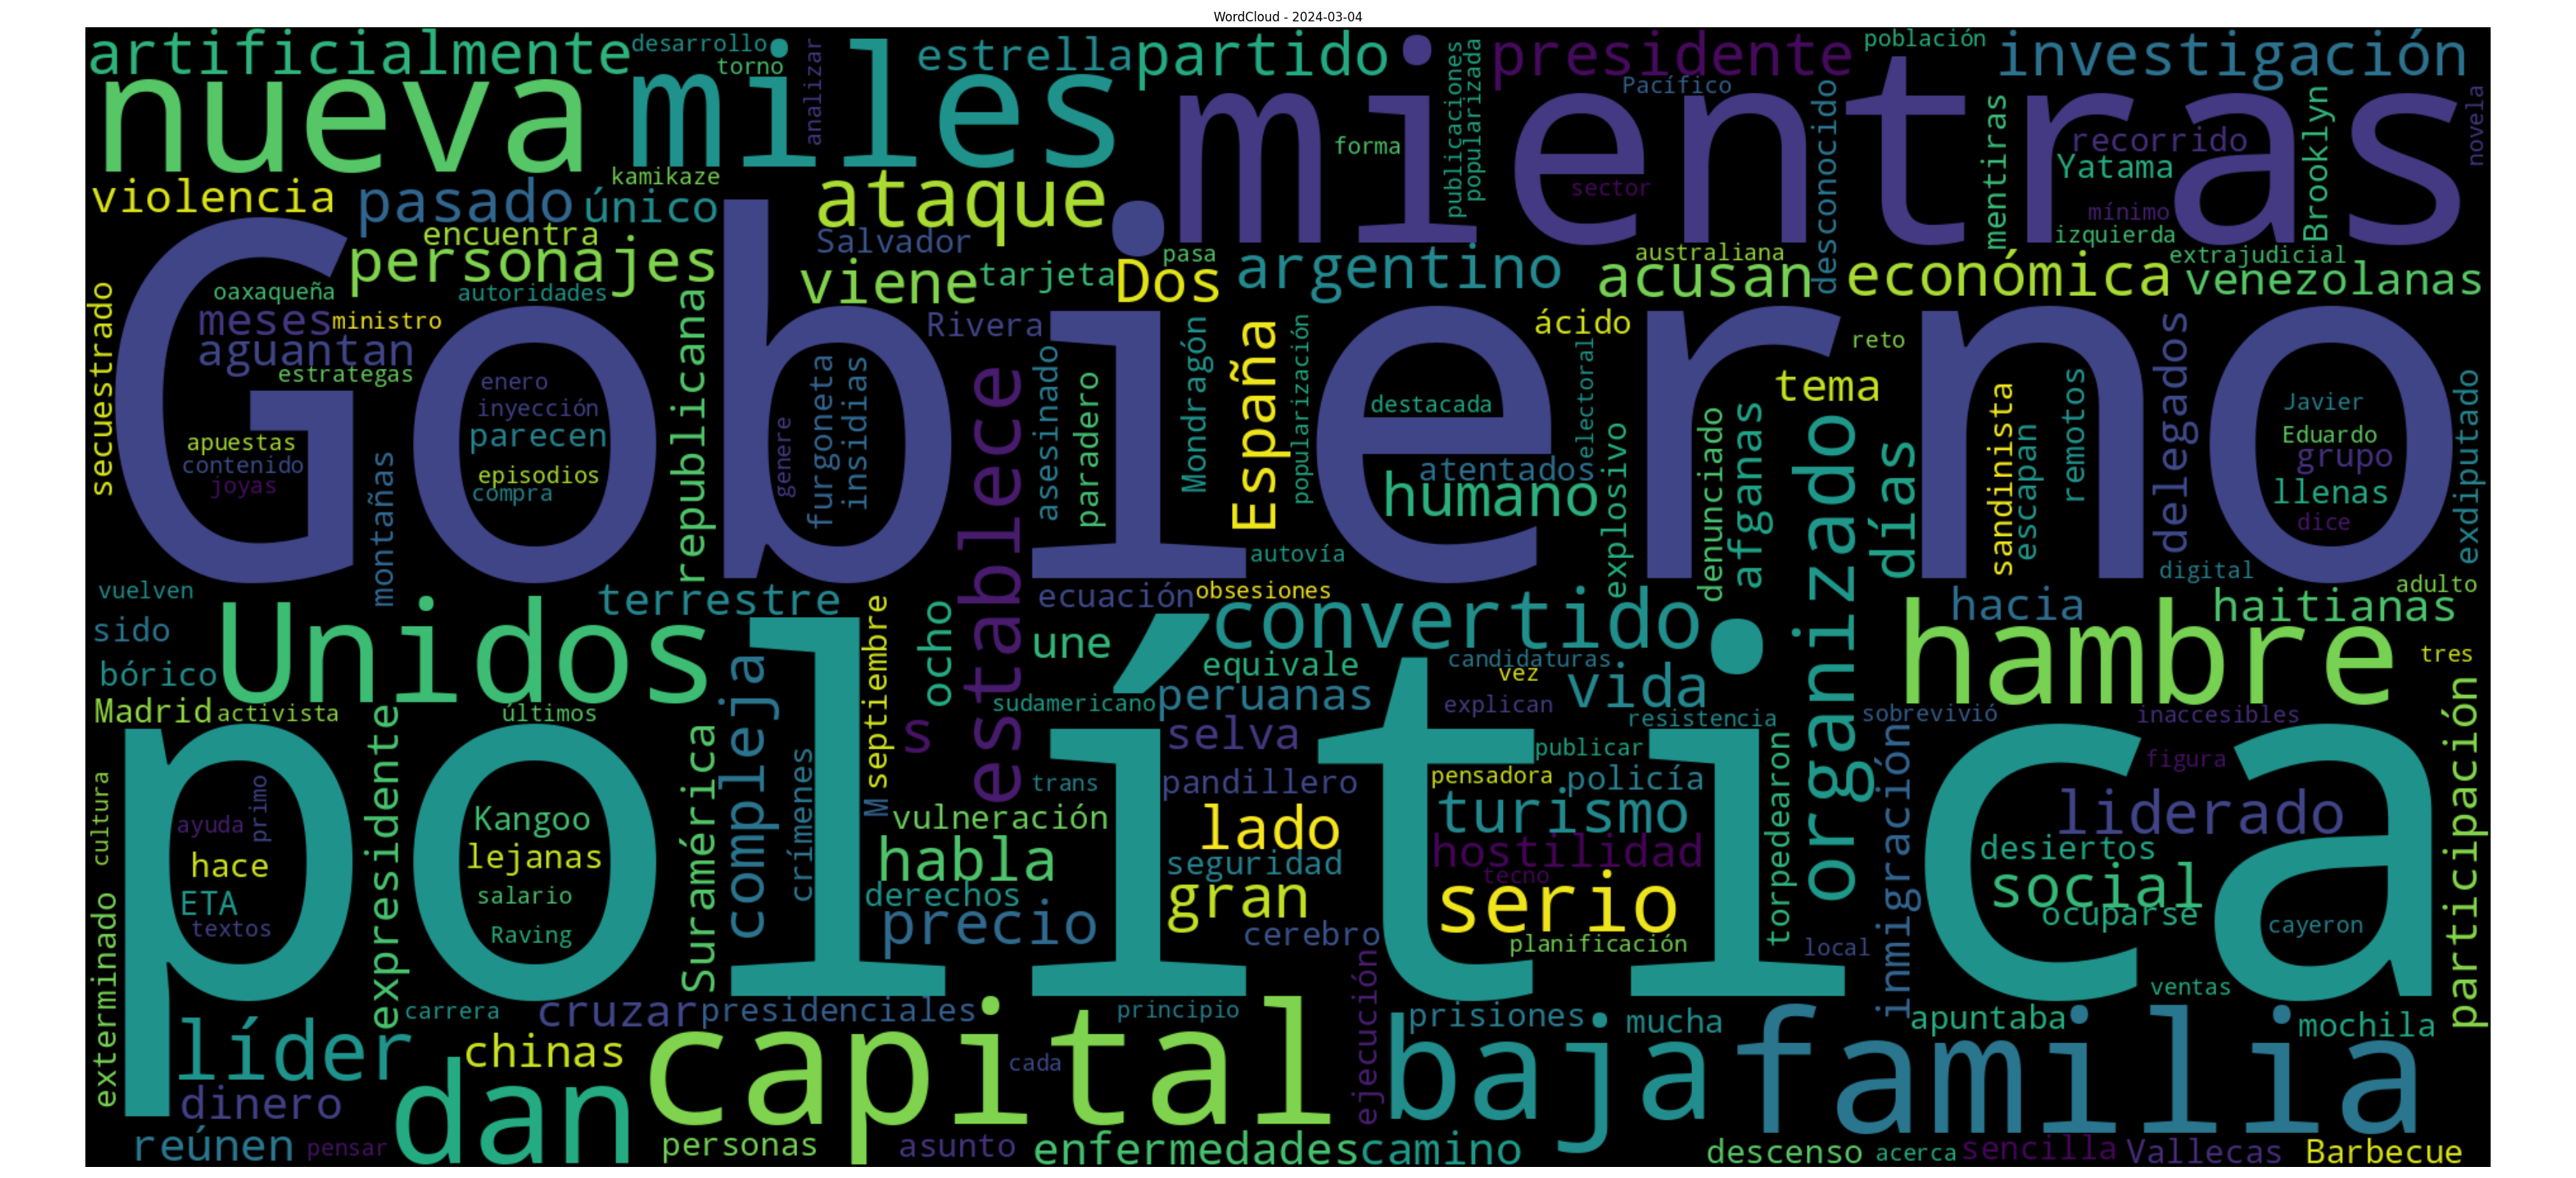 WordCloud - 2024-03-04
artificialmente
desarrollo
torno
analizar
estrella
partido
presidente
población
investigación
nueva
miles
mientras
publicaciones
popularizada
Pacífico
desconocido
mentiras
recorrido
Yatama
Brooklyn
novela
forma
sector
mínimo
izquierda
violencia
pasado
único
kamikaze
ataque
encuentra
Salvador
personajes
viene
tarjeta
pasa
Dos
argentino
australiana
acusan
económica
extrajudicial
venezolanas
Gobierno
secuestrado
oaxaqueña
autoridades
meses
ministro
aguantan
estrategas
republicana
Rivera
ácido
reto
enero
inyección
parecen
episodios
compra
apuestas
contenido
joyas
montañas
genere
furgoneta
insidias
establece
asesinado
paradero
Mondragón
España
popularización
destacada
electoral
atentados
humano
explosivo
denunciado
afganas
tema
organizado
días
sandinista
escapan
remotos
delegados
Javier
Eduardo
grupo
llenas
dice
exdiputado
autovía
digital
adulto
vuelven
sido
bórico
Unidos
terrestre
ecuación
obsesiones
convertido
hacia
haitianas
hambre
septiembre
ocho
une
equivale
candidaturas
vez
vida
tres
Madrid
activista
últimos
compleja
s
sudamericano
peruanas
explican
resistencia
sobrevivió
inaccesibles
participación
política
expresidente
Suramérica
crímenes
M
selva
publicar
figura
cultura
primo
ayuda
hace
ETA
textos
Kangoo
lejanas
salario
Raving
trans
pandillero
pensadora
policía
vulneración
lado
turismo
inmigración
liderado
habla
seguridad
hostilidad
tecno
torpedearon
desiertos
social
ocuparse
cayeron
derechos
gran
serio
precio
cerebro
planificación
local
exterminado
carrera
cruzar
presidenciales
principio
ejecución
ventas
líder
chinas
capital
cada
prisiones
mucha
apuntaba
mochila
dinero
dan
baja
familia
reúnen
pensar
personas
asunto
enfermedades
camino
descenso
acerca
sencilla
Vallecas
Barbecue